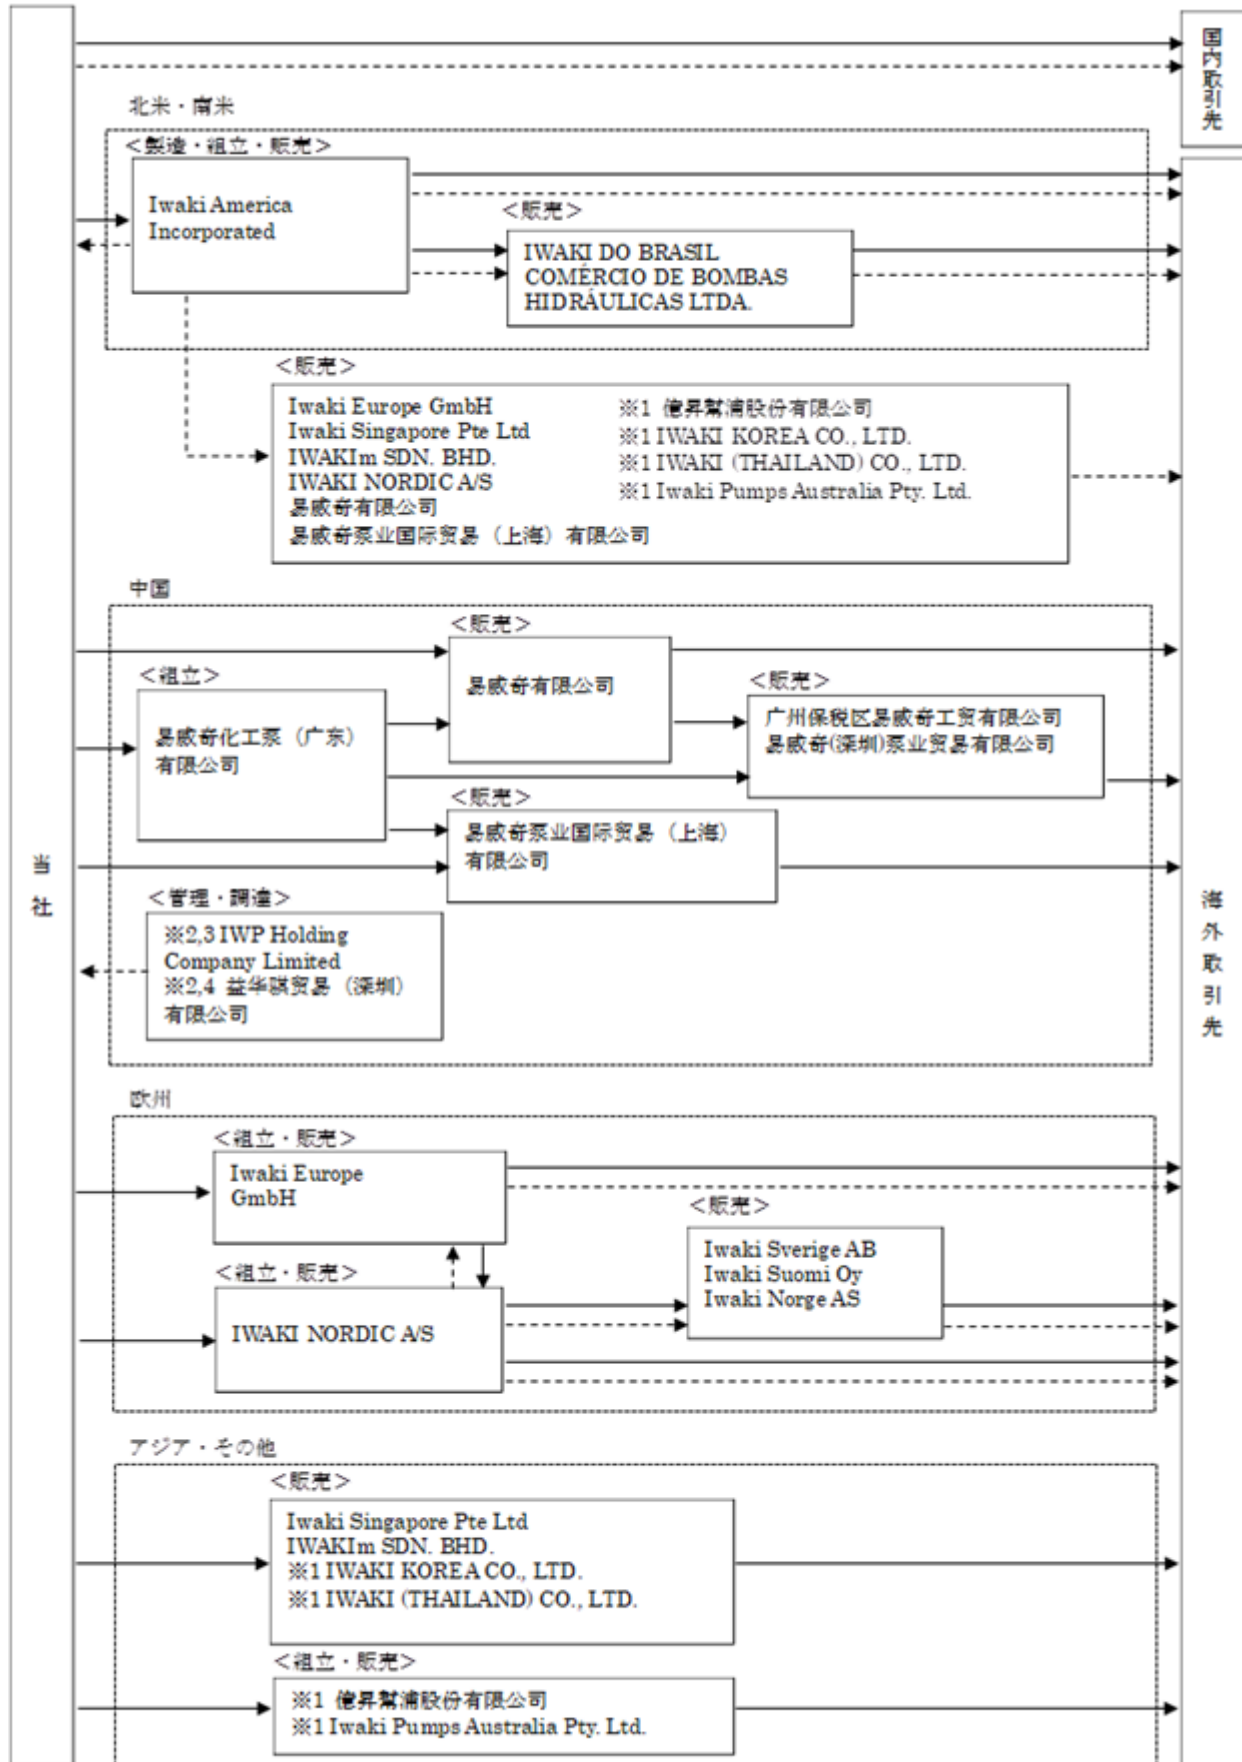 当社
国内取引先
北米・南米
＜製造・組立・販売＞
Iwaki America
Incorporated
＜販売＞
IWAKI DO BRASIL
COMÉRCIO DE BOMBAS
HIDRÁULICAS LTDA.
＜販売＞
Iwaki Europe GmbH
Iwaki Singapore Pte Ltd
IWAKIm SDN. BHD.
IWAKI NORDIC A/S
易威奇有限公司
易威奇泵业国际贸易（上海）有限公司
※1 億昇幫浦股份有限公司
※1 IWAKI KOREA CO., LTD.
※1 IWAKI (THAILAND) CO., LTD.
※1 Iwaki Pumps Australia Pty. Ltd.
海外取引先
中国
＜組立＞
易威奇化工泵（广东）
有限公司
＜販売＞
易威奇有限公司
＜販売＞
广州保税区易威奇工贸有限公司
易威奇(深圳)泵业贸易有限公司
＜販売＞
易威奇泵业国际贸易（上海）
有限公司
＜管理・調達＞
※2,3 IWP Holding
Company Limited
※2,4 益华骐贸易（深圳）
有限公司
欧州
＜組立・販売＞
Iwaki Europe
GmbH
＜組立・販売＞
IWAKI NORDIC A/S
＜販売＞
Iwaki Sverige AB
Iwaki Suomi Oy
Iwaki Norge AS
アジア・その他
＜販売＞
Iwaki Singapore Pte Ltd
IWAKIm SDN. BHD.
※1 IWAKI KOREA CO., LTD.
※1 IWAKI (THAILAND) CO., LTD.
＜組立・販売＞
※1 億昇幫浦股份有限公司
※1 Iwaki Pumps Australia Pty. Ltd.